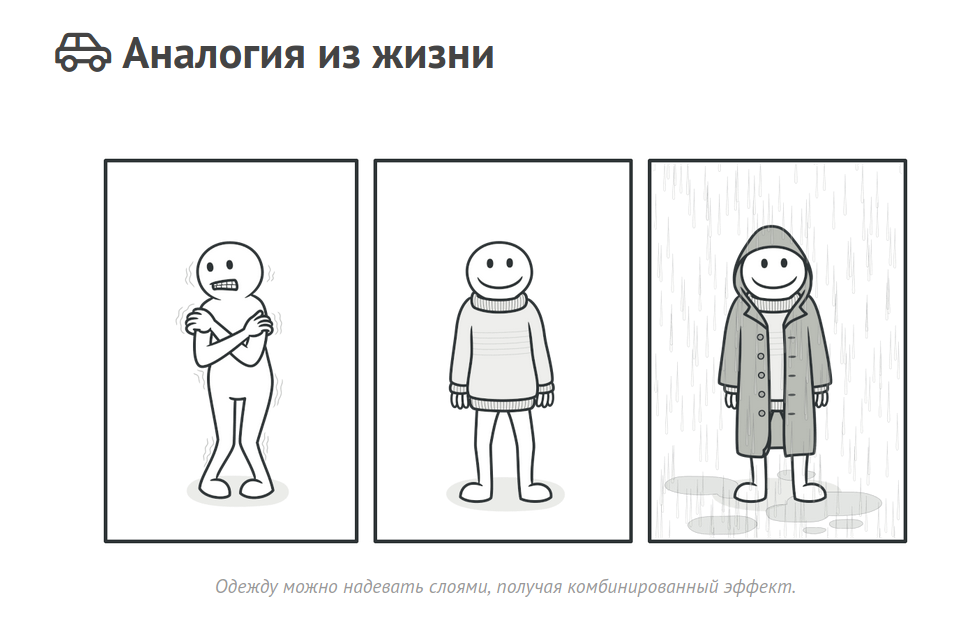 Аналогия из жизни
Одежду можно надевать слоями, получая комбинированный эффект.